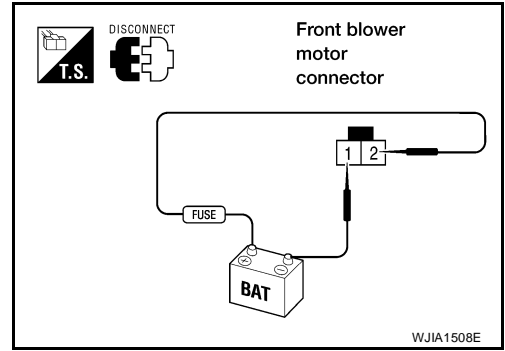 DISCONNECT
T.S.
Front blower
motor
connector
1 2
FUSE
+ −
BAT
WJIA1508E